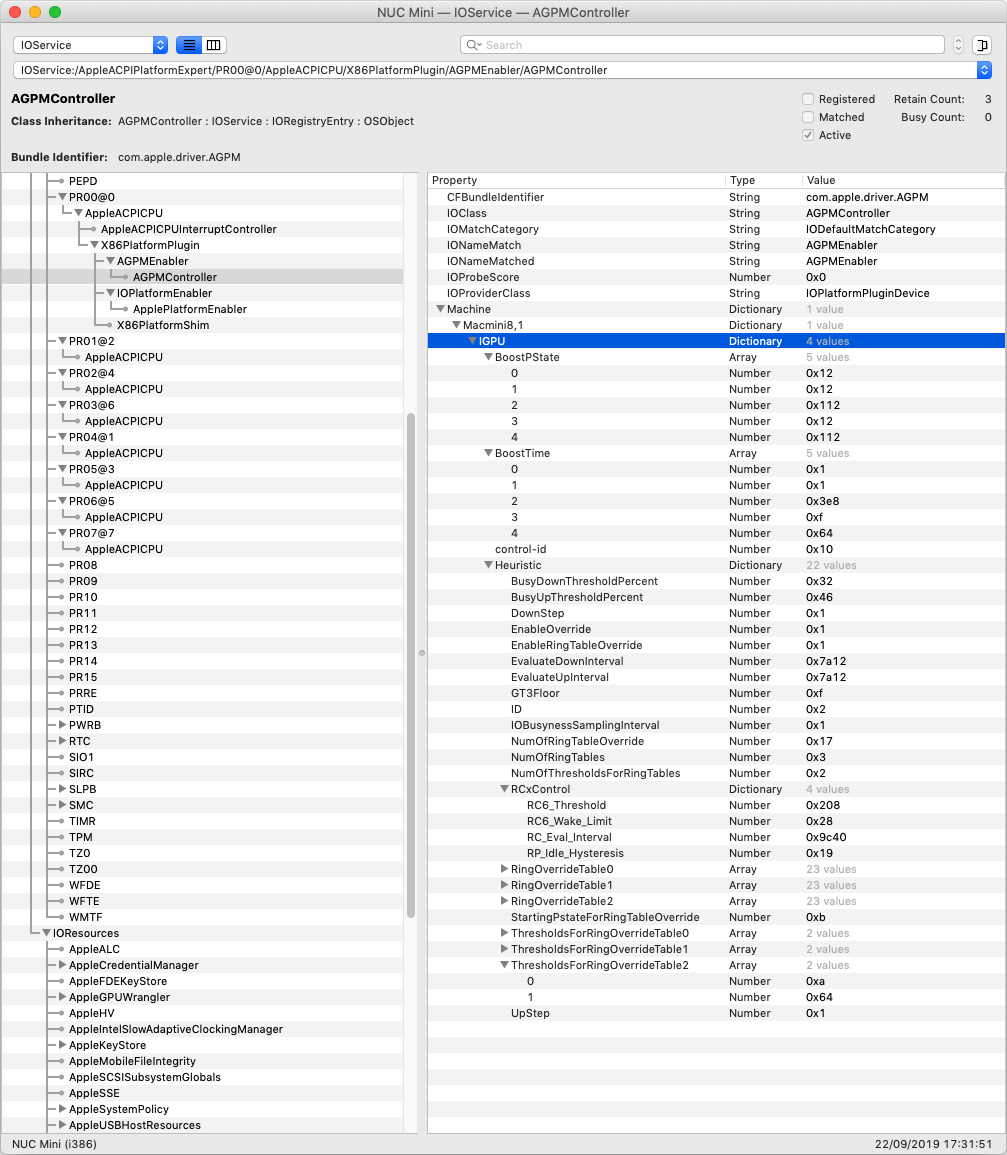 NUC Mini — IOService — AGPMController
IOService
Search
IOService:/AppleACPIPlatformExpert/PR00@0/AppleACPICPU/X86PlatformPlugin/AGPMEnabler/AGPMController
AGPMController
Registered Retain Count: 3
Class Inheritance: AGPMController : IOService : IORegistryEntry : OSObject
Matched Busy Count: 0
Active
Bundle Identifier: com.apple.driver.AGPM
PEPD
PR00@0
AppleACPICPU
AppleACPICPUInterruptController
X86PlatformPlugin
AGPMEnabler
AGPMController
IOPlatformEnabler
ApplePlatformEnabler
X86PlatformShim
PR01@2
AppleACPICPU
PR02@4
AppleACPICPU
PR03@6
AppleACPICPU
PR04@1
AppleACPICPU
PR05@3
AppleACPICPU
PR06@5
AppleACPICPU
PR07@7
AppleACPICPU
PR08
PR09
PR10
PR11
PR12
PR13
PR14
PR15
PRRE
PTID
PWRB
RTC
SIO1
SIRC
SLPB
SMC
TIMR
TPM
TZ0
TZ00
WFDE
WFTE
WMTF
IOResources
AppleALC
AppleCredentialManager
AppleFDEKeyStore
AppleGPUWrangler
AppleHV
AppleIntelSlowAdaptiveClockingManager
AppleKeyStore
AppleMobileFileIntegrity
AppleSCSISubsystemGlobals
AppleSSE
AppleSystemPolicy
AppleUSBHostResources
Property Type Value
CFBundleIdentifier String com.apple.driver.AGPM
IOClass String AGPMController
IOMatchCategory String IODefaultMatchCategory
IONameMatch String AGPMEnabler
IONameMatched String AGPMEnabler
IOProbeScore Number 0x0
IOProviderClass String IOPlatformPluginDevice
Machine Dictionary 1 value
Macmini8,1 Dictionary 1 value
IGPU Dictionary 4 values
BoostPState Array 5 values
0 Number 0x12
1 Number 0x12
2 Number 0x112
3 Number 0x12
4 Number 0x112
BoostTime Array 5 values
0 Number 0x1
1 Number 0x1
2 Number 0x3e8
3 Number 0xf
4 Number 0x64
control-id Number 0x10
Heuristic Dictionary 22 values
BusyDownThresholdPercent Number 0x32
BusyUpThresholdPercent Number 0x46
DownStep Number 0x1
EnableOverride Number 0x1
EnableRingTableOverride Number 0x1
EvaluateDownInterval Number 0x7a12
EvaluateUpInterval Number 0x7a12
GT3Floor Number 0xf
ID Number 0x2
IOBusynessSamplingInterval Number 0x1
NumOfRingTableOverride Number 0x17
NumOfRingTables Number 0x3
NumOfThresholdsForRingTables Number 0x2
RCxControl Dictionary 4 values
RC6_Threshold Number 0x208
RC6_Wake_Limit Number 0x28
RC_Eval_Interval Number 0x9c40
RP_Idle_Hysteresis Number 0x19
RingOverrideTable0 Array 23 values
RingOverrideTable1 Array 23 values
RingOverrideTable2 Array 23 values
StartingPstateForRingTableOverride Number 0xb
ThresholdsForRingOverrideTable0 Array 2 values
ThresholdsForRingOverrideTable1 Array 2 values
ThresholdsForRingOverrideTable2 Array 2 values
0 Number 0xa
1 Number 0x64
UpStep Number 0x1
NUC Mini (i386)
22/09/2019 17:31:51